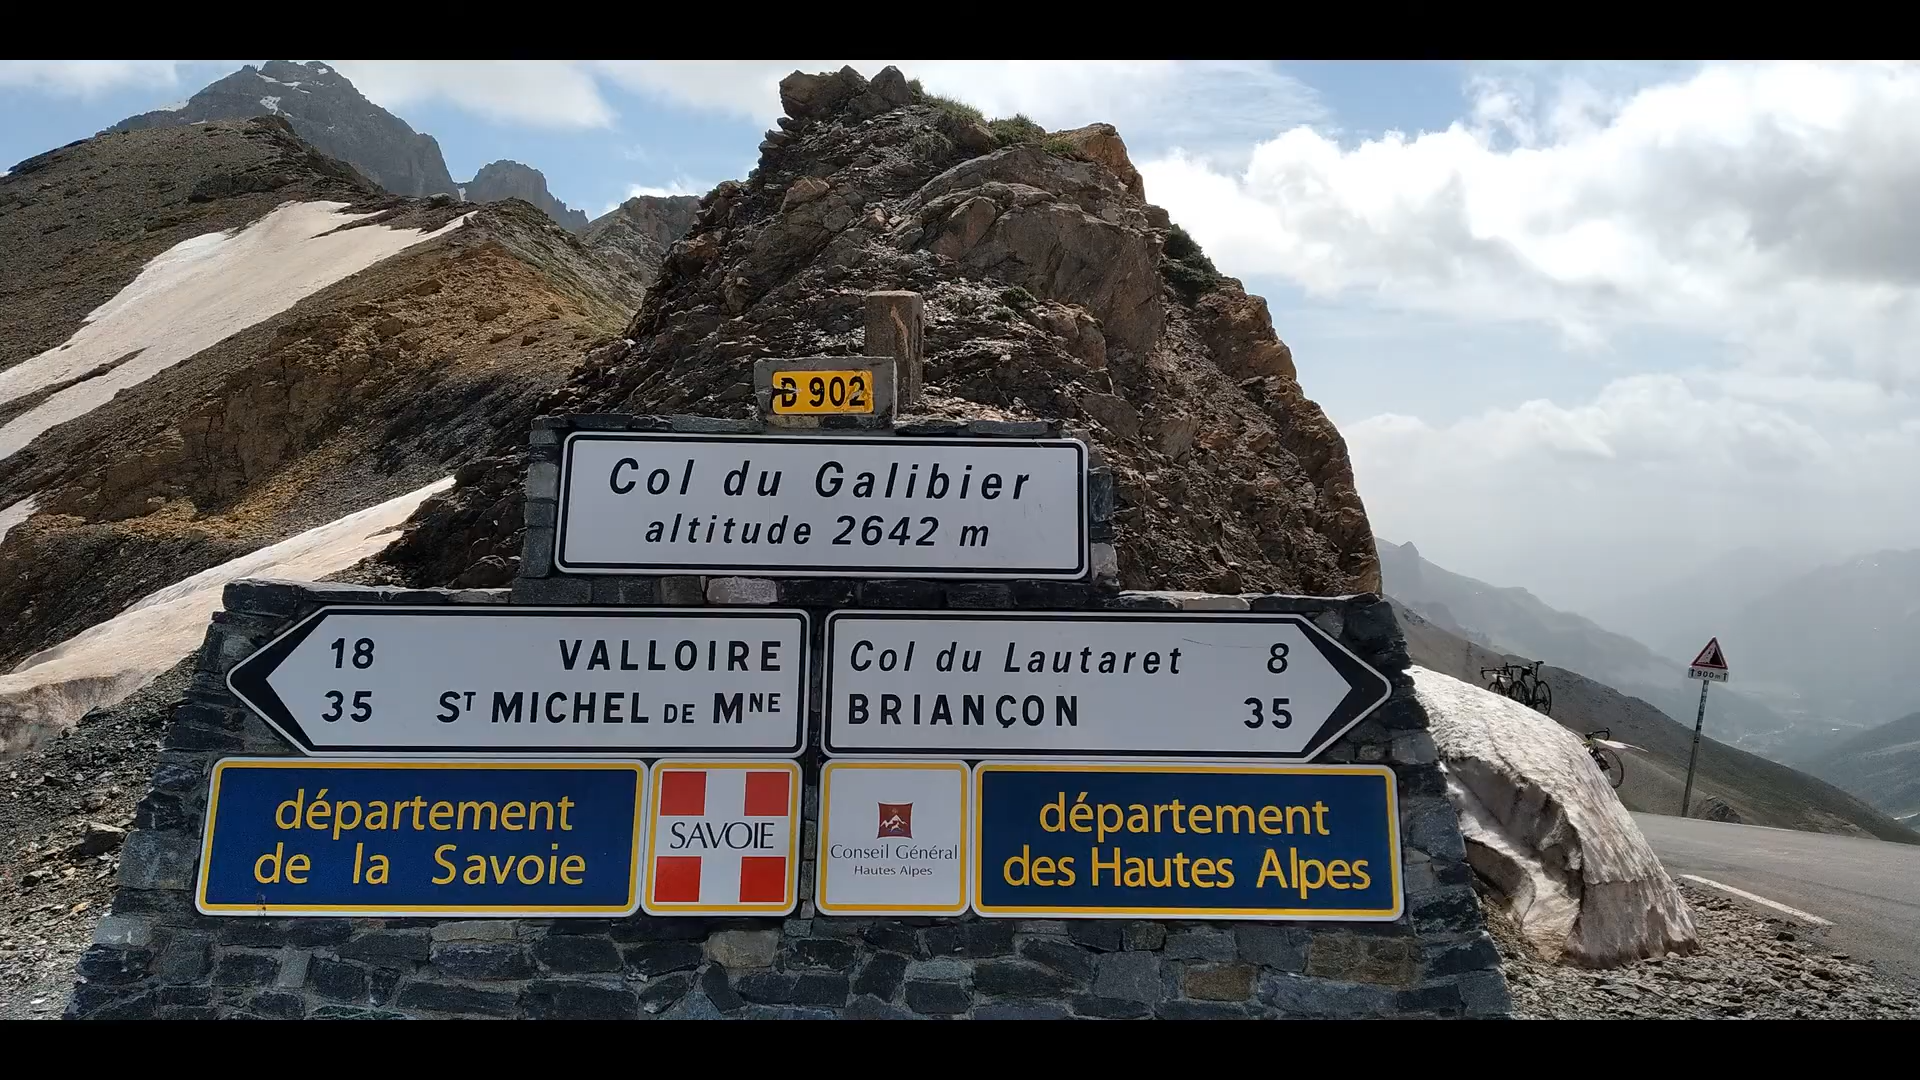 D 902
Col du Galibier
altitude 2642 m
18 VALLOIRE
35 ST MICHEL DE MNE
Col du Lautaret 8
BRIANÇON 35
département
de la Savoie
SAVOIE
Conseil Général
Hautes Alpes
département
des Hautes Alpes
900m